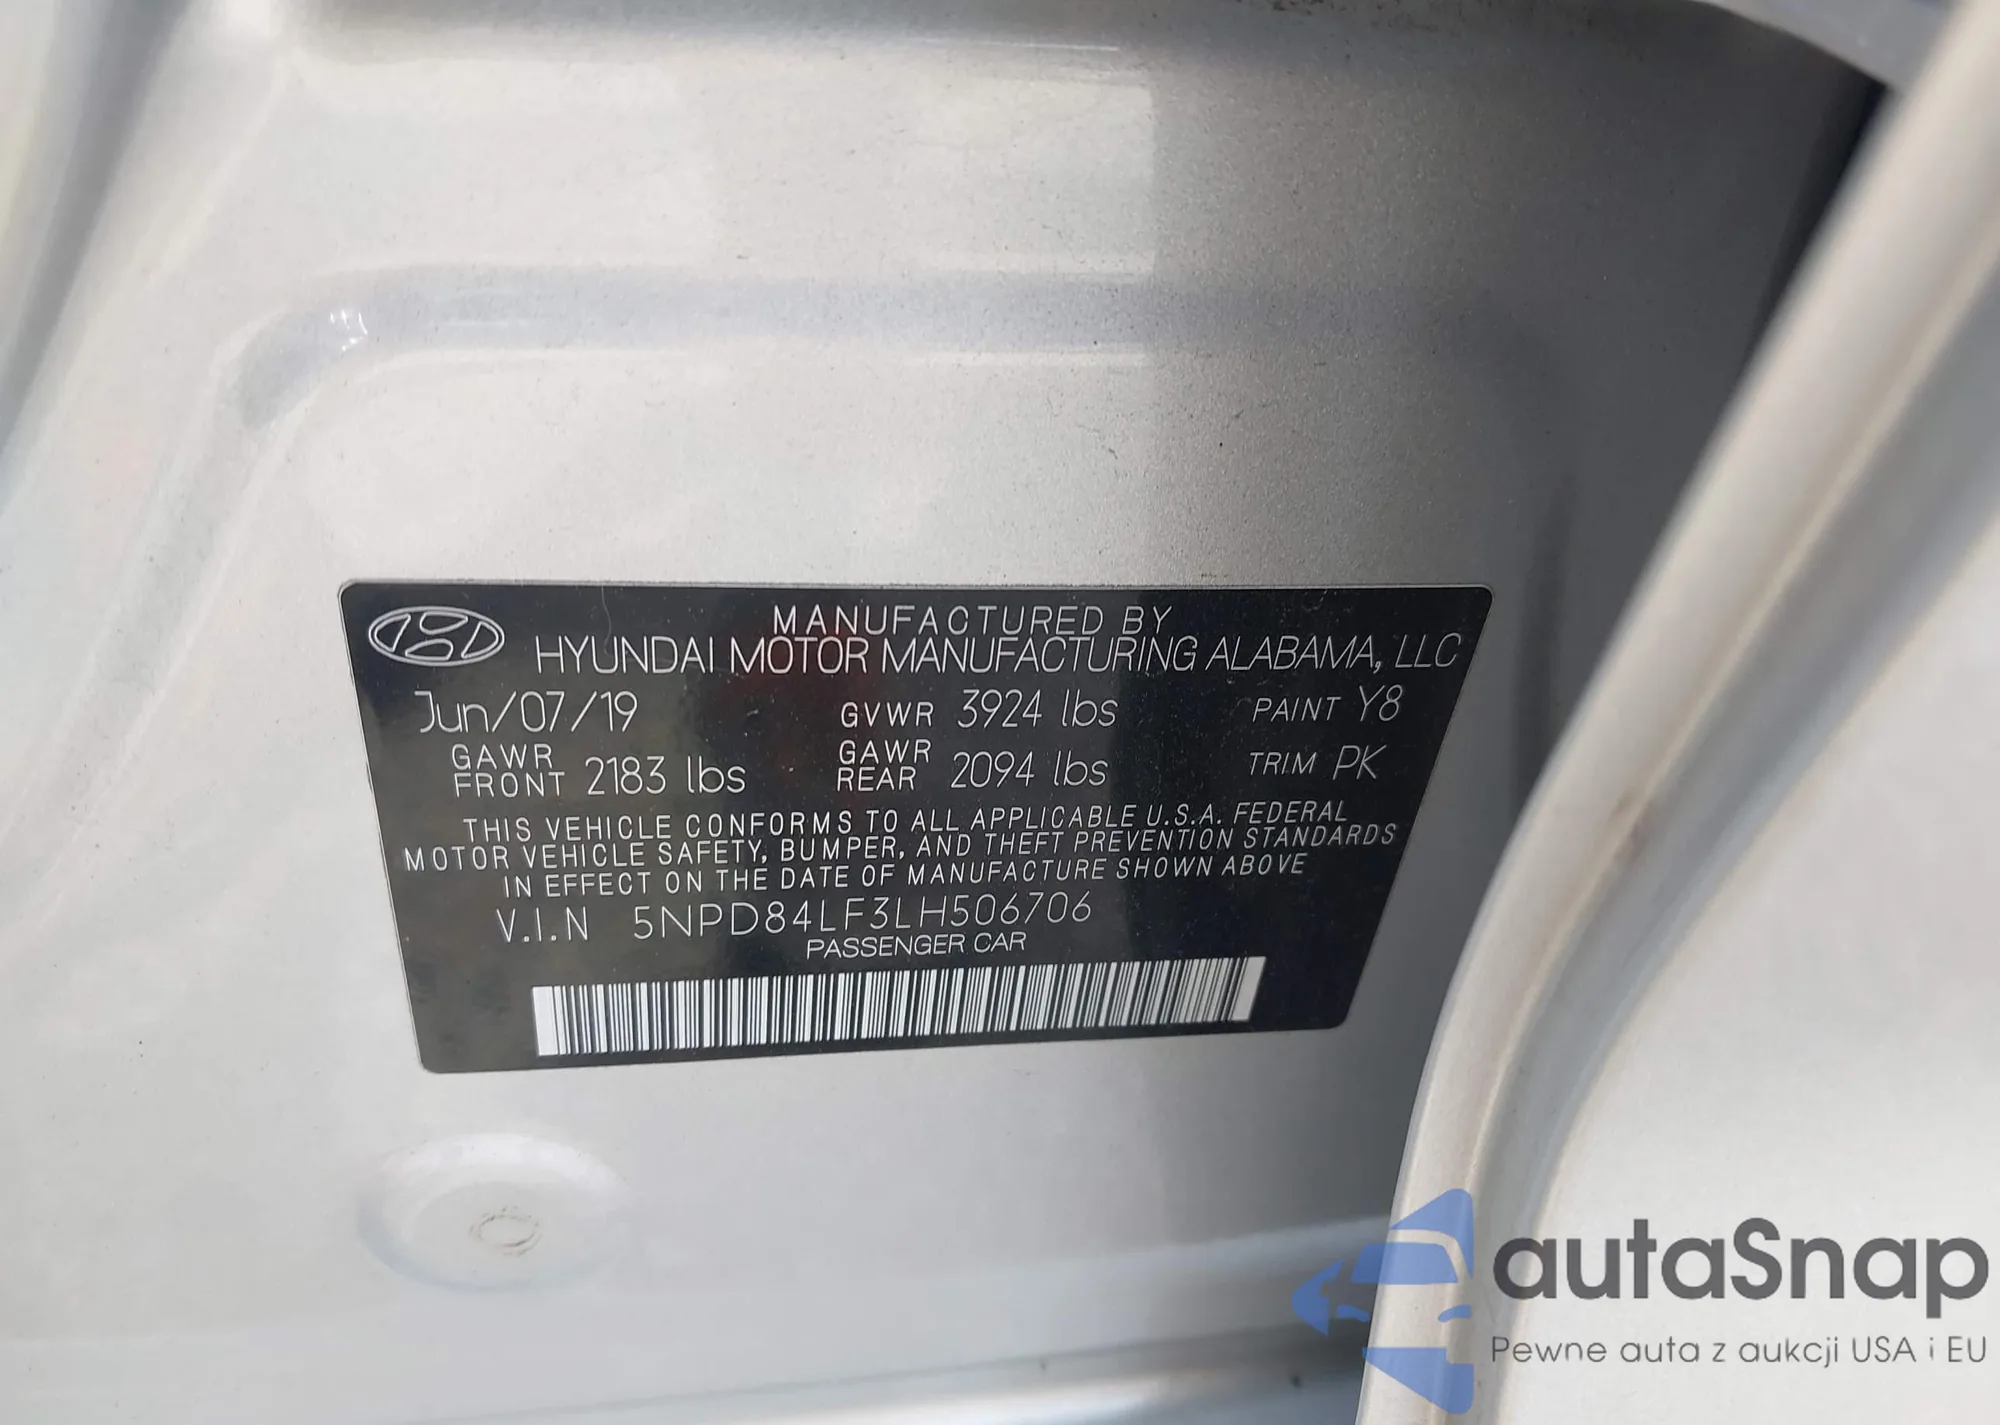 MANUFACTURED BY
HYUNDAI MOTOR MANUFACTURING ALABAMA, LLC
Jun/07/19 GVWR 3924 lbs PAINT Y8
GAWR FRONT 2183 lbs GAWR REAR 2094 lbs TRIM PK
THIS VEHICLE CONFORMS TO ALL APPLICABLE U.S.A. FEDERAL
MOTOR VEHICLE SAFETY, BUMPER, AND THEFT PREVENTION STANDARDS
IN EFFECT ON THE DATE OF MANUFACTURE SHOWN ABOVE
V.I.N 5NPD84LF3LH506706
PASSENGER CAR
autaSnap
Pewne auta z aukcji USA i EU